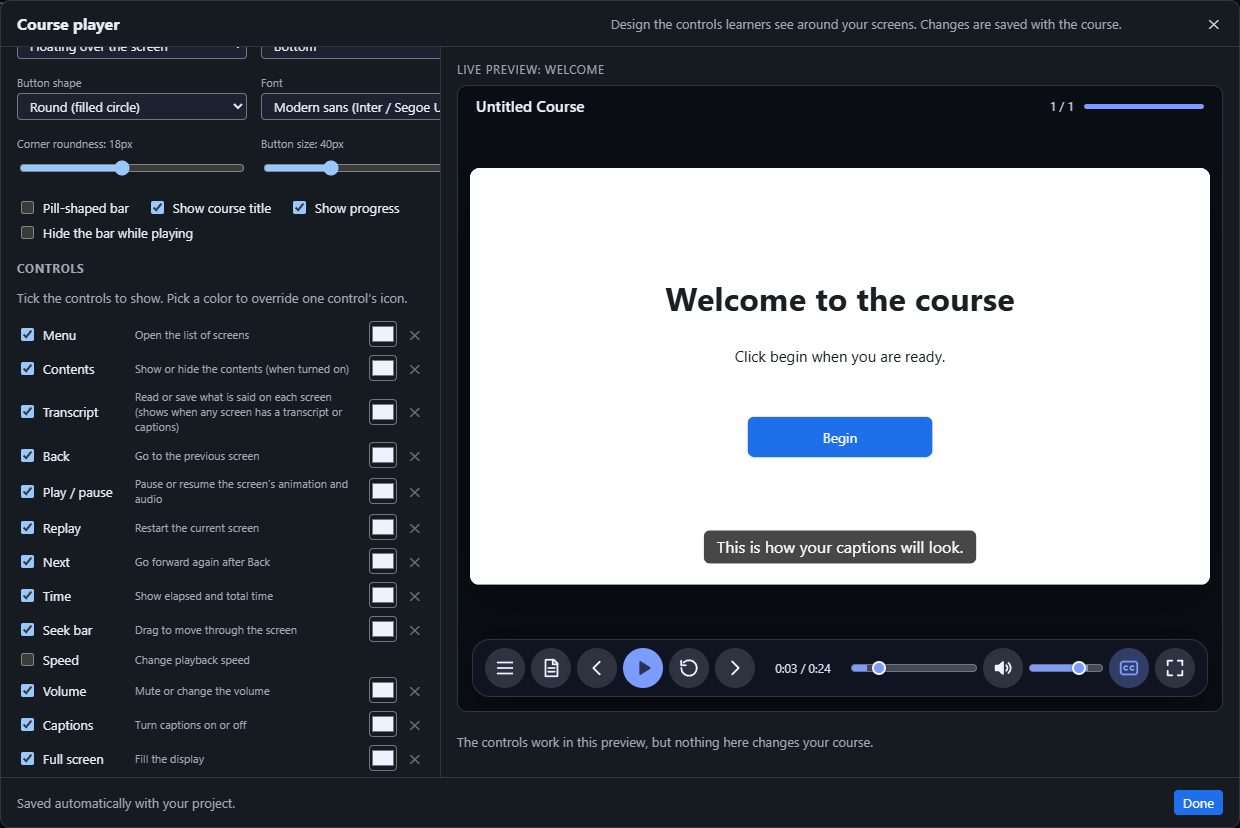 Course player
Design the controls learners see around your screens. Changes are saved with the course.
Floating over the screen
Bottom
Button shape
Font
Round (filled circle)
Modern sans (Inter / Segoe U
Corner roundness: 18px
Button size: 40px
Pill-shaped bar
Show course title
Show progress
Hide the bar while playing
CONTROLS
Tick the controls to show. Pick a color to override one control's icon.
Menu
Open the list of screens
Contents
Show or hide the contents (when turned on)
Transcript
Read or save what is said on each screen
(shows when any screen has a transcript or
captions)
Back
Go to the previous screen
Play / pause
Pause or resume the screen's animation and
audio
Replay
Restart the current screen
Next
Go forward again after Back
Time
Show elapsed and total time
Seek bar
Drag to move through the screen
Speed
Change playback speed
Volume
Mute or change the volume
Captions
Turn captions on or off
Full screen
Fill the display
LIVE PREVIEW: WELCOME
Untitled Course
1 / 1
Welcome to the course
Click begin when you are ready.
Begin
This is how your captions will look.
0:03 / 0:24
CC
The controls work in this preview, but nothing here changes your course.
Saved automatically with your project.
Done